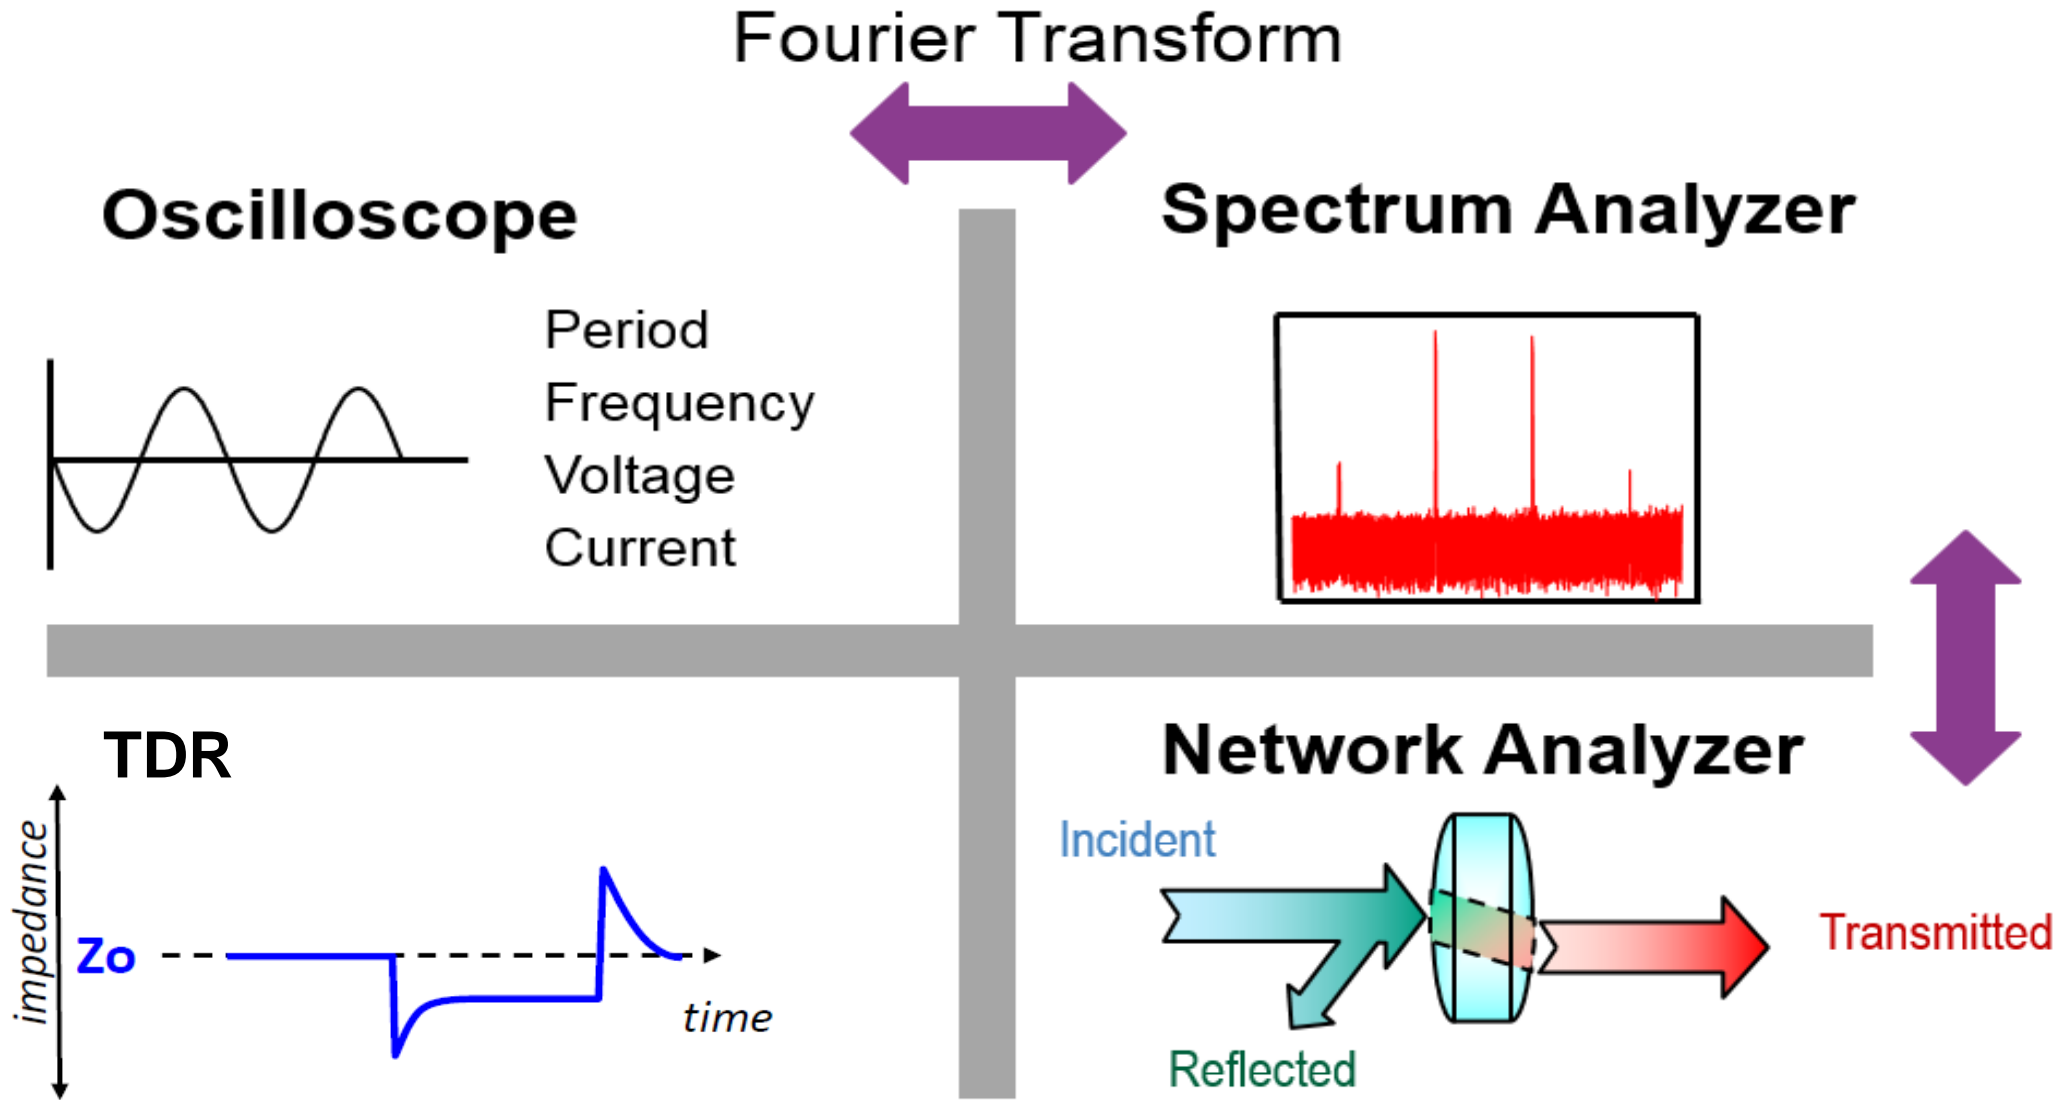 Fourier Transform
Oscilloscope
Period
Frequency
Voltage
Current
Spectrum Analyzer
TDR
impedance
Zo
time
Network Analyzer
Incident
Transmitted
Reflected